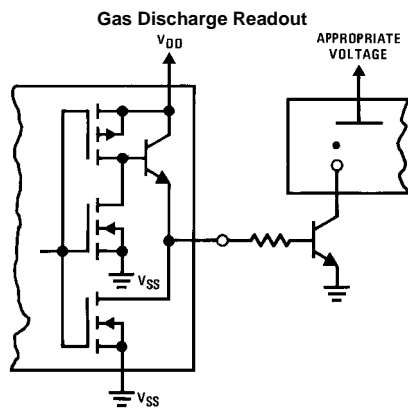 Gas Discharge Readout
VDD
APPROPRIATE
VOLTAGE
VSS
VSS